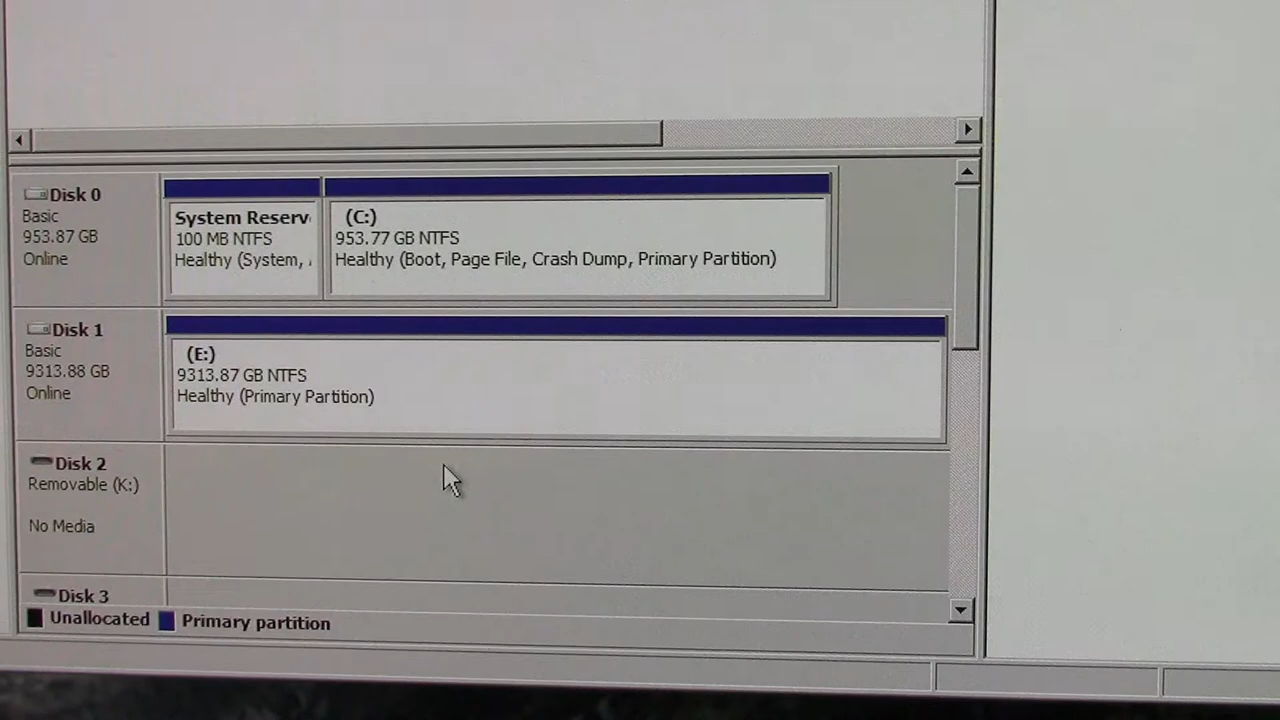 Disk 0
Basic
953.87 GB
Online
System Reserv
100 MB NTFS
Healthy (System,
(C:)
953.77 GB NTFS
Healthy (Boot, Page File, Crash Dump, Primary Partition)
Disk 1
Basic
9313.88 GB
Online
(E:)
9313.87 GB NTFS
Healthy (Primary Partition)
Disk 2
Removable (K:)
No Media
Disk 3
Unallocated Primary partition